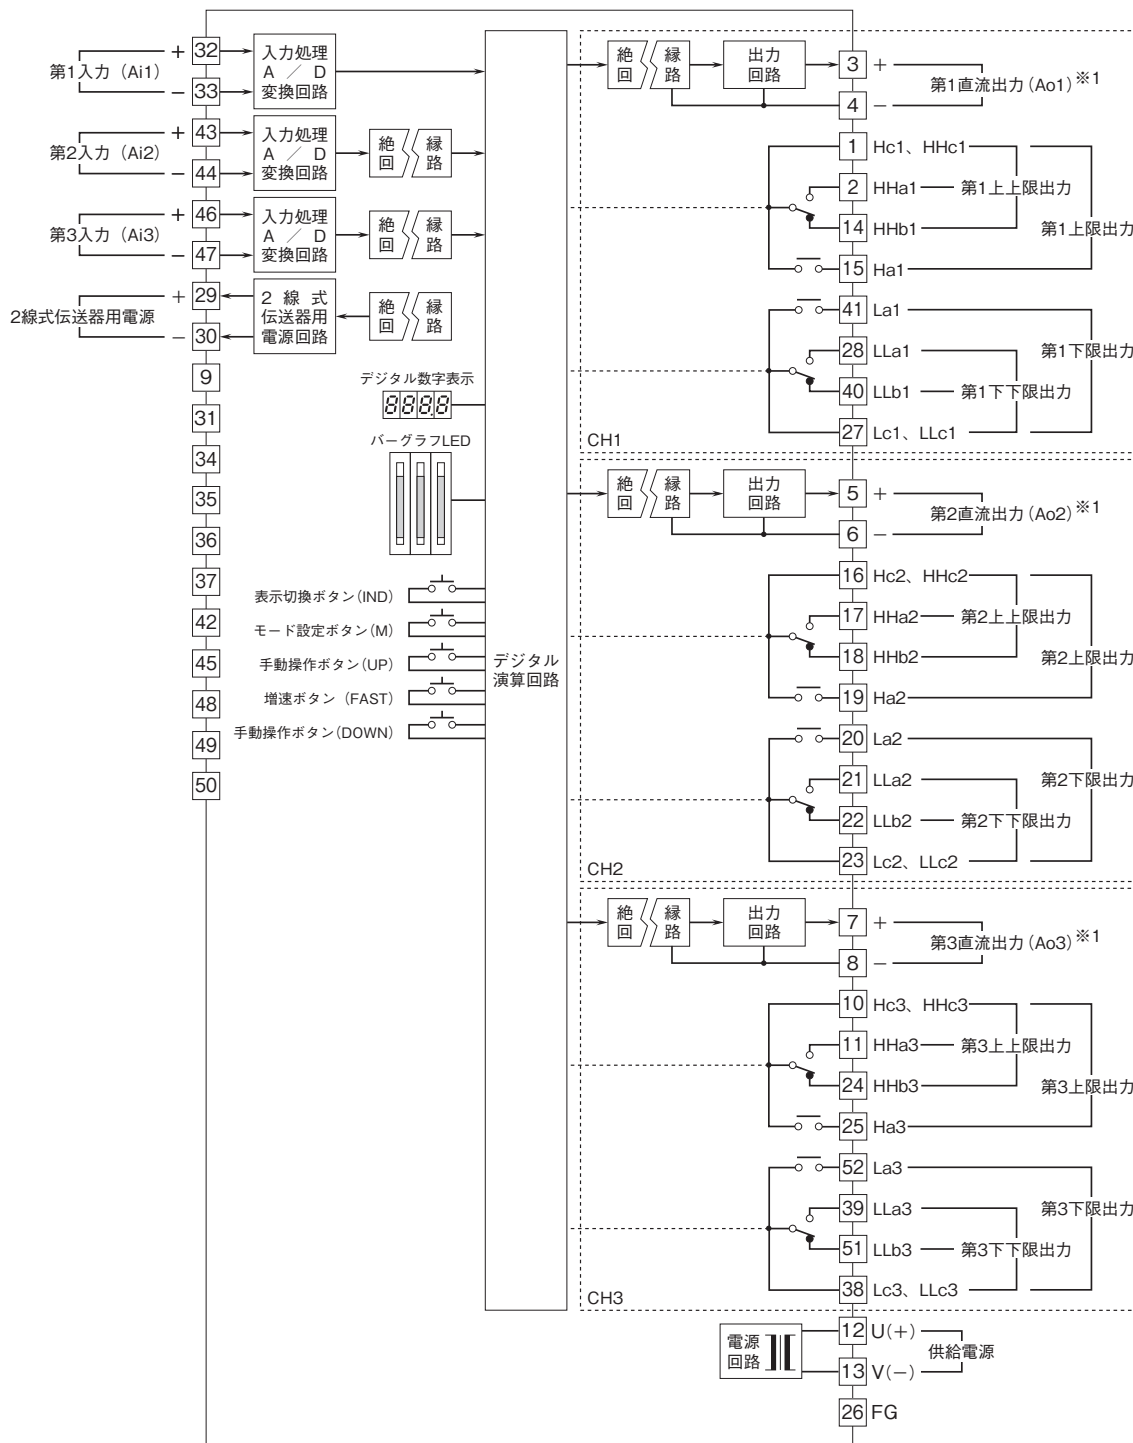 第1入力（Ai1）
+ 32
− 33
入力処理
A ／ D
変換回路
第2入力（Ai2）
+ 43
− 44
入力処理
A ／ D
変換回路
絶 縁
回 路
第3入力（Ai3）
+ 46
− 47
入力処理
A ／ D
変換回路
絶 縁
回 路
2線式伝送器用電源
+ 29
− 30
2 線 式
伝送器用
電源回路
絶 縁
回 路
9
31
34
35
36
37
42
45
48
49
50
デジタル数字表示
888.8
バーグラフLED
表示切換ボタン（IND）
モード設定ボタン（M）
手動操作ボタン（UP）
増速ボタン（FAST）
手動操作ボタン（DOWN）
デジタル
演算回路
絶 縁
回 路
出力
回路
3 +
4 −
第1直流出力（Ao1）※1
1 Hc1、HHc1
2 HHa1 第1上上限出力
14 HHb1 第1上限出力
15 Ha1
41 La1
28 LLa1 第1下限出力
40 LLb1 第1下下限出力
27 Lc1、LLc1
CH1
絶 縁
回 路
出力
回路
5 +
6 −
第2直流出力（Ao2）※1
16 Hc2、HHc2
17 HHa2 第2上上限出力
18 HHb2 第2上限出力
19 Ha2
20 La2
21 LLa2 第2下限出力
22 LLb2 第2下下限出力
23 Lc2、LLc2
CH2
絶 縁
回 路
出力
回路
7 +
8 −
第3直流出力（Ao3）※1
10 Hc3、HHc3
11 HHa3 第3上上限出力
24 HHb3 第3上限出力
25 Ha3
52 La3
39 LLa3 第3下限出力
51 LLb3 第3下下限出力
38 Lc3、LLc3
CH3
電源
回路
12 U（+）
13 V（−）
供給電源
26 FG